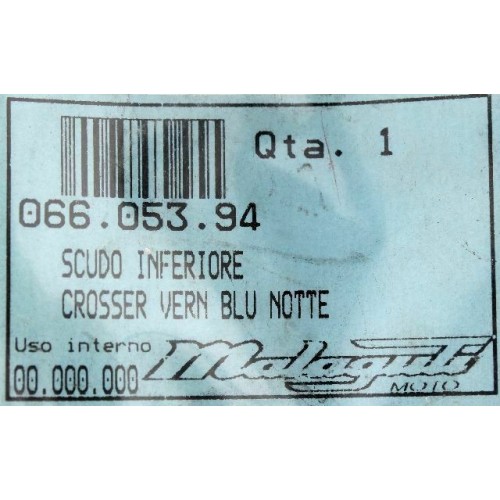 Qta. 1
066.053.94
SCUDO INFERIORE
CROSSER VERN BLU NOTTE
Uso interno
00.000.000
Malaguti
MOTO